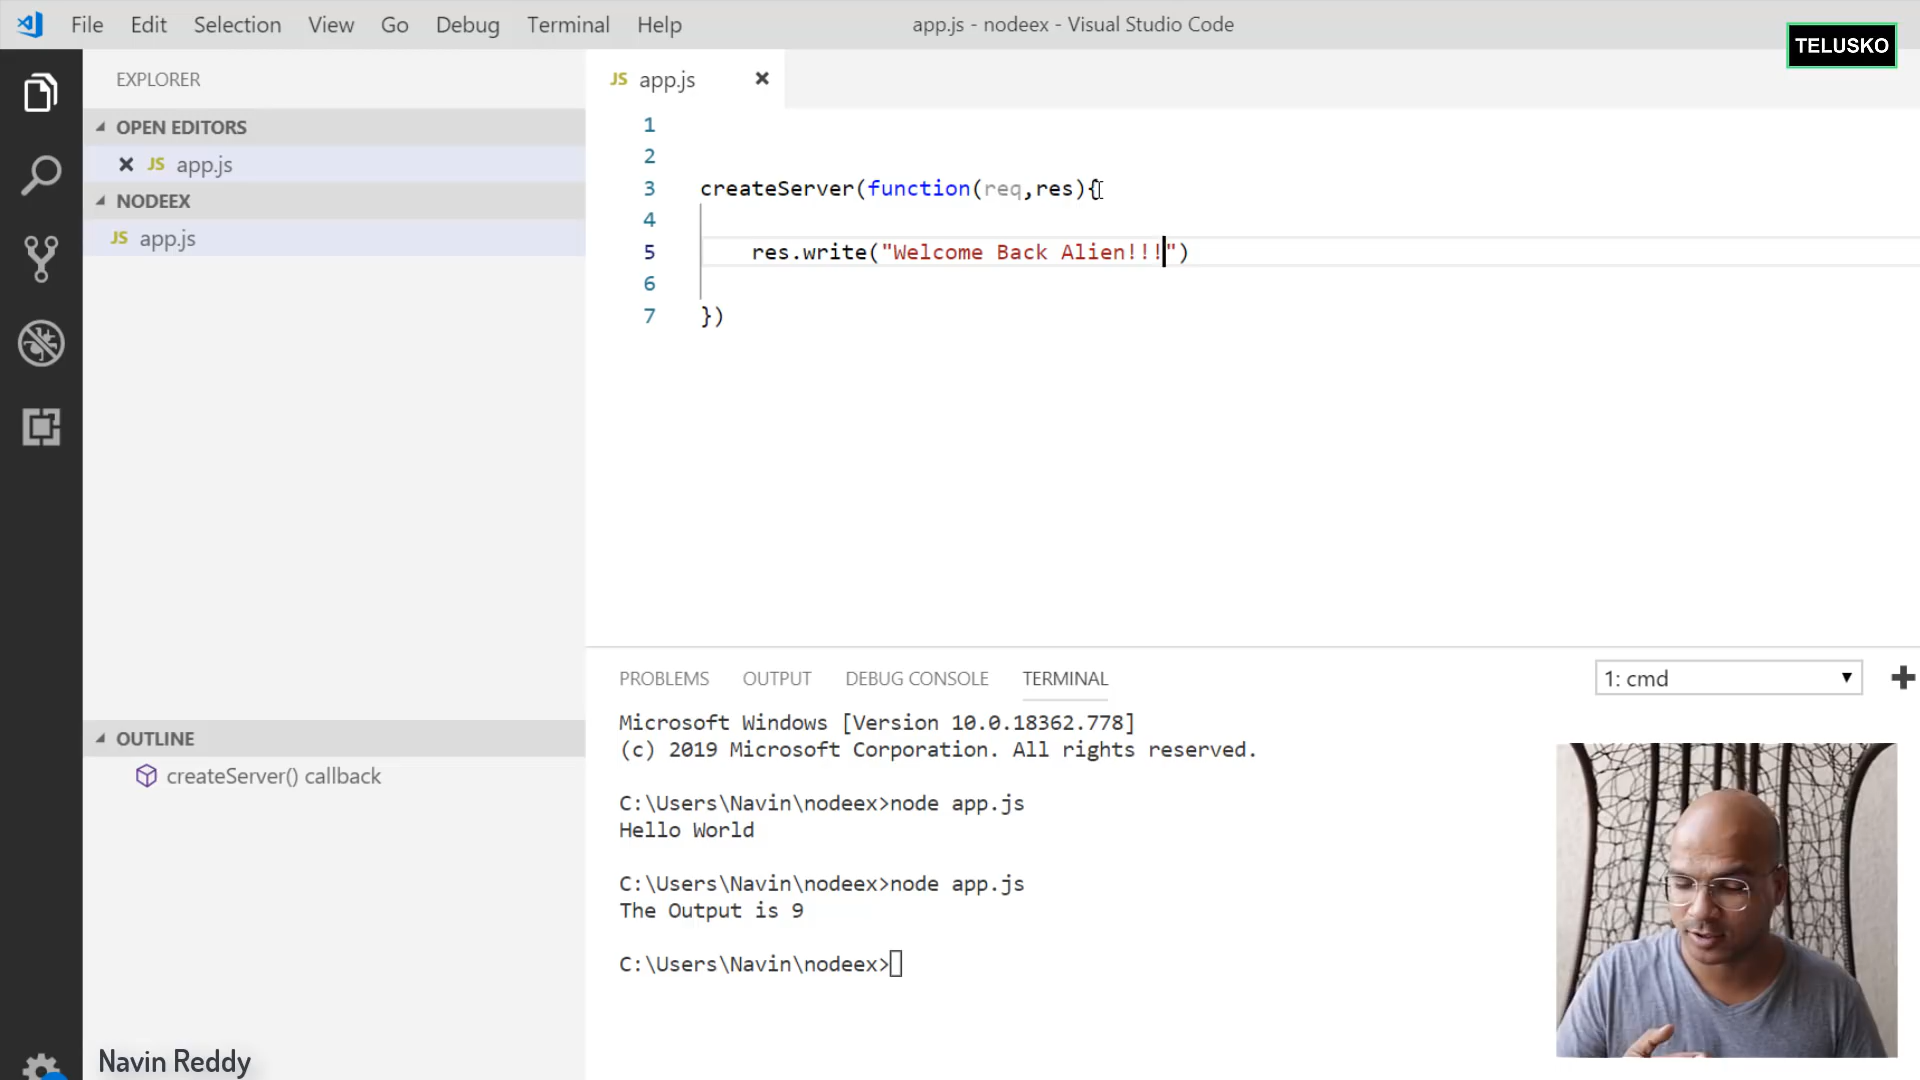 File Edit Selection View Go Debug Terminal Help
app.js - nodeex - Visual Studio Code
TELUSKO
EXPLORER
JS app.js
OPEN EDITORS
JS app.js
NODEEX
JS app.js
1
2
3 createServer(function(req,res){
4
5 res.write("Welcome Back Alien!!!")
6
7 })
OUTLINE
createServer() callback
PROBLEMS OUTPUT DEBUG CONSOLE TERMINAL
1: cmd
Microsoft Windows [Version 10.0.18362.778]
(c) 2019 Microsoft Corporation. All rights reserved.
C:\Users\Navin\nodeex>node app.js
Hello World
C:\Users\Navin\nodeex>node app.js
The Output is 9
C:\Users\Navin\nodeex>
Navin Reddy